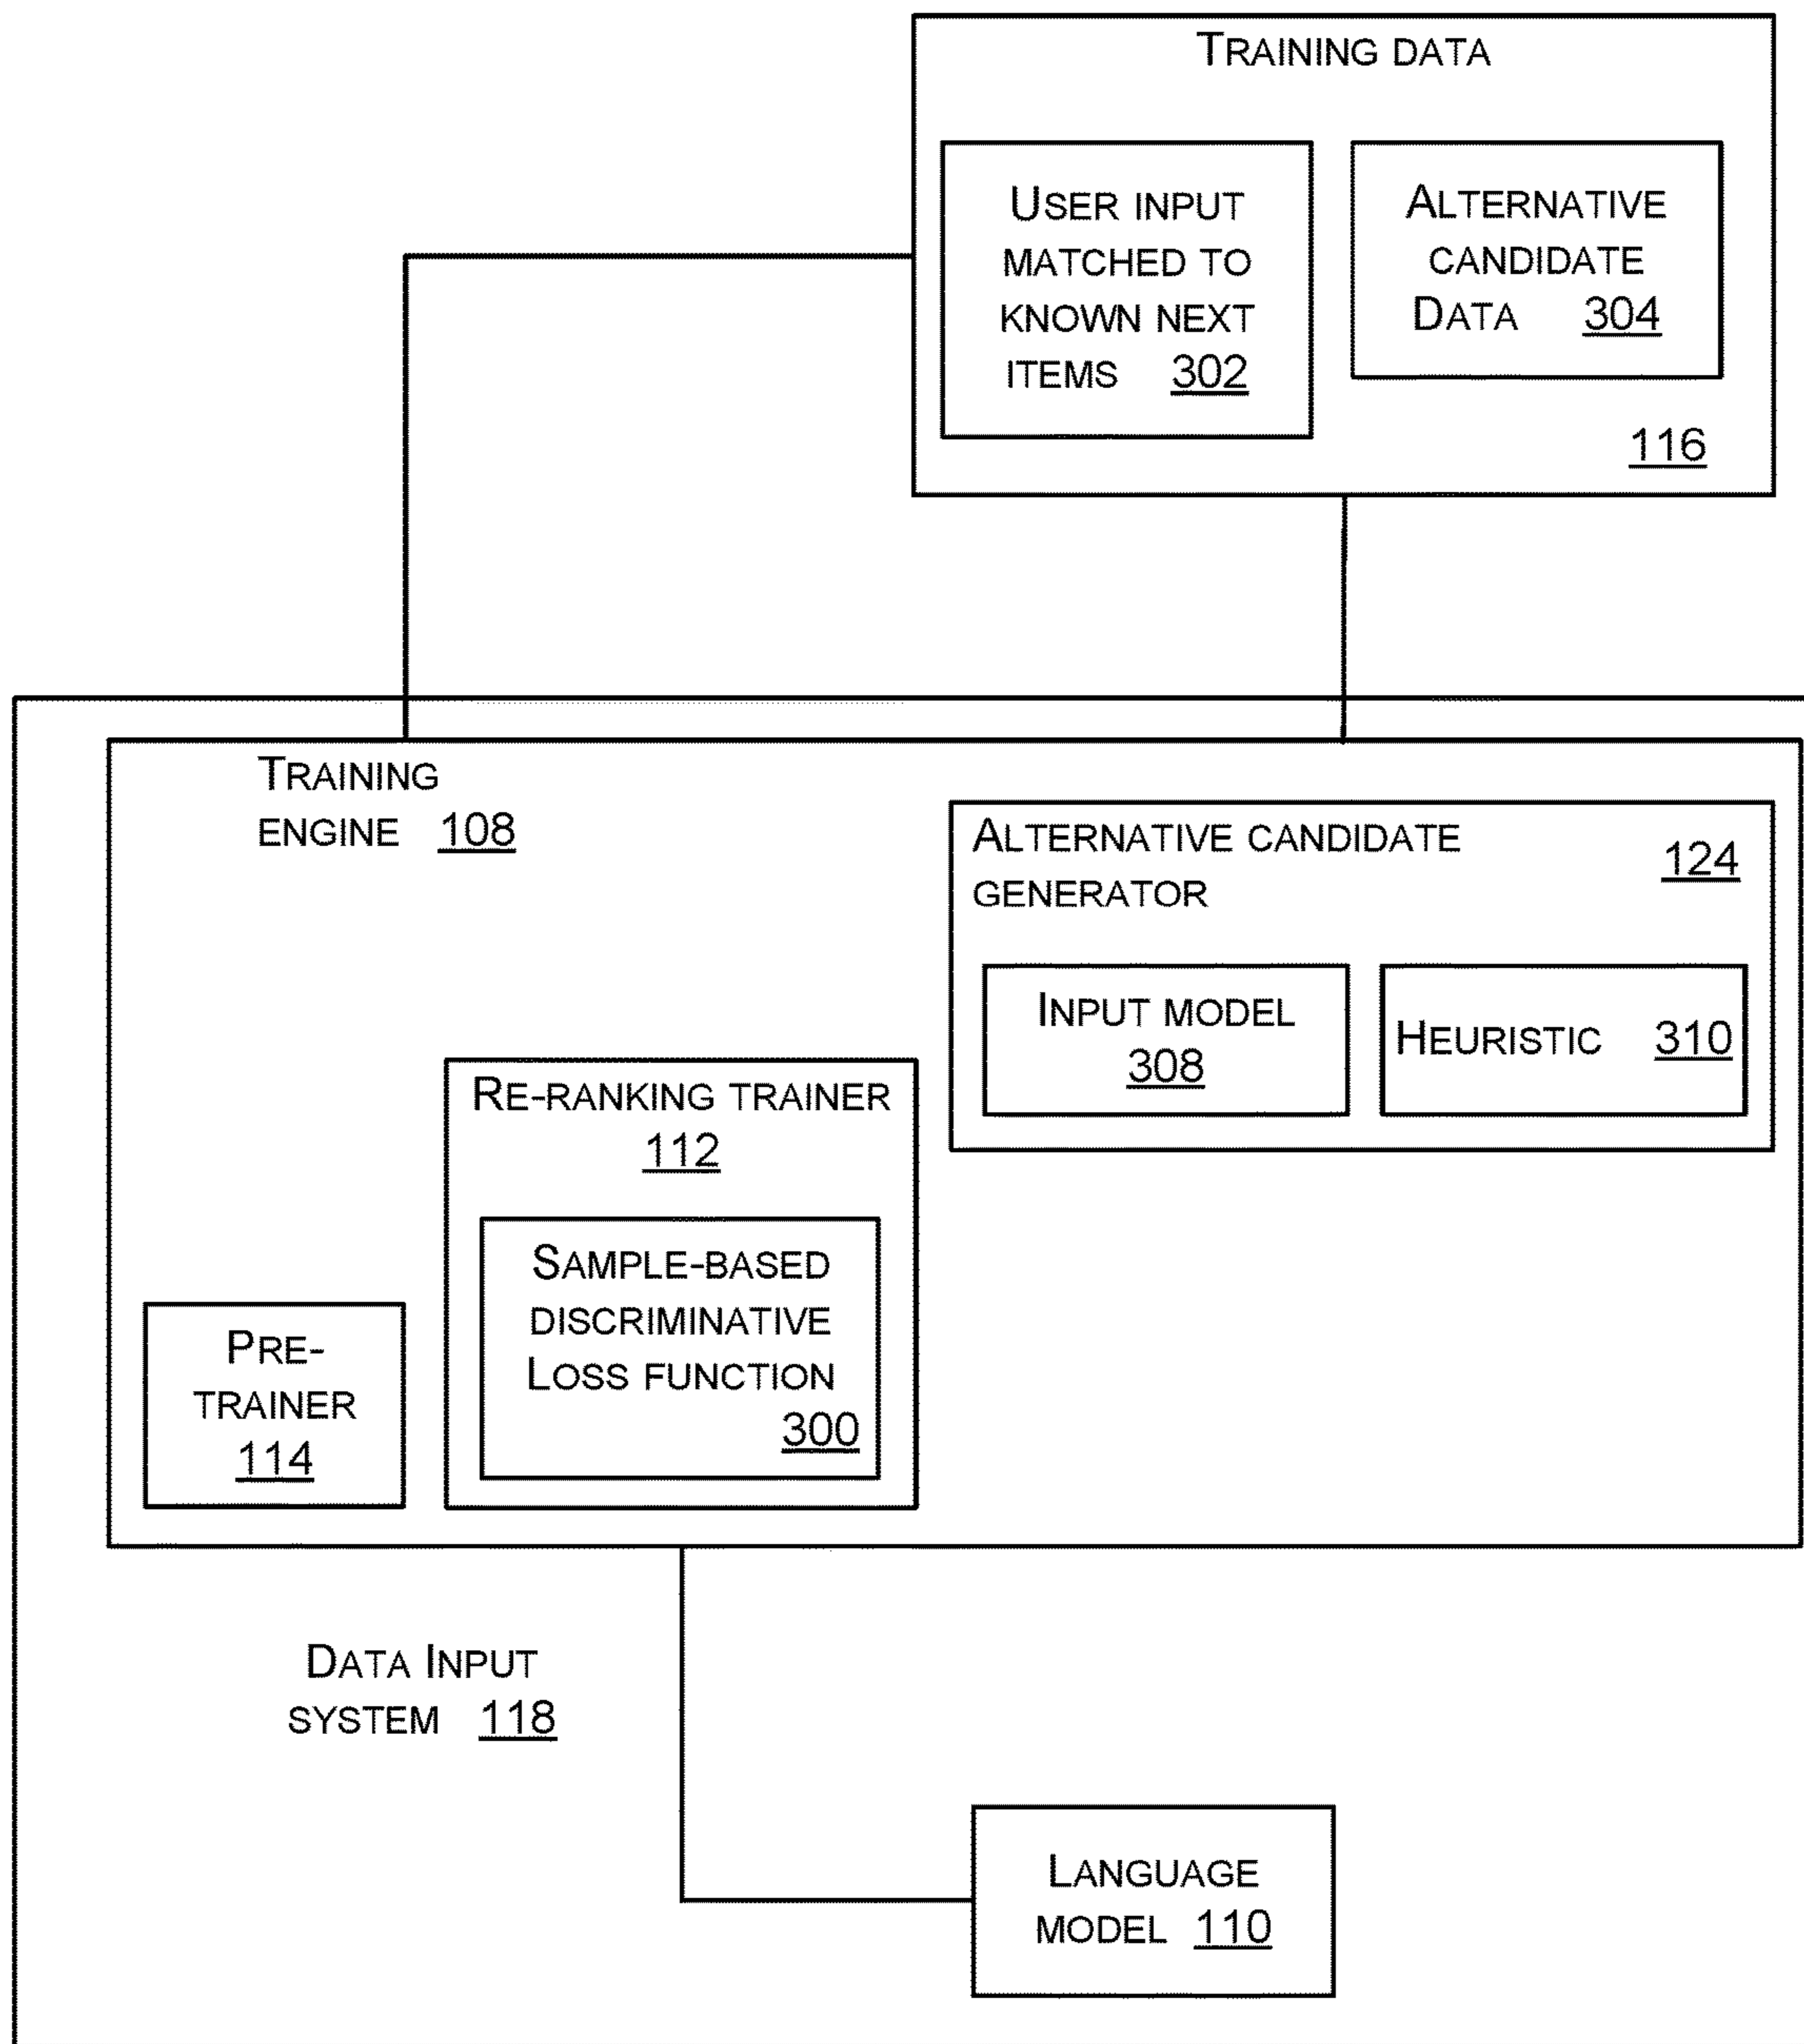 TRAINING DATA
USER INPUT
MATCHED TO
KNOWN NEXT
ITEMS 302
ALTERNATIVE
CANDIDATE
DATA 304
116
TRAINING
ENGINE 108
ALTERNATIVE CANDIDATE
GENERATOR
124
INPUT MODEL
308
HEURISTIC 310
RE-RANKING TRAINER
112
SAMPLE-BASED
DISCRIMINATIVE
LOSS FUNCTION
300
PRE-
TRAINER
114
DATA INPUT
SYSTEM 118
LANGUAGE
MODEL 110